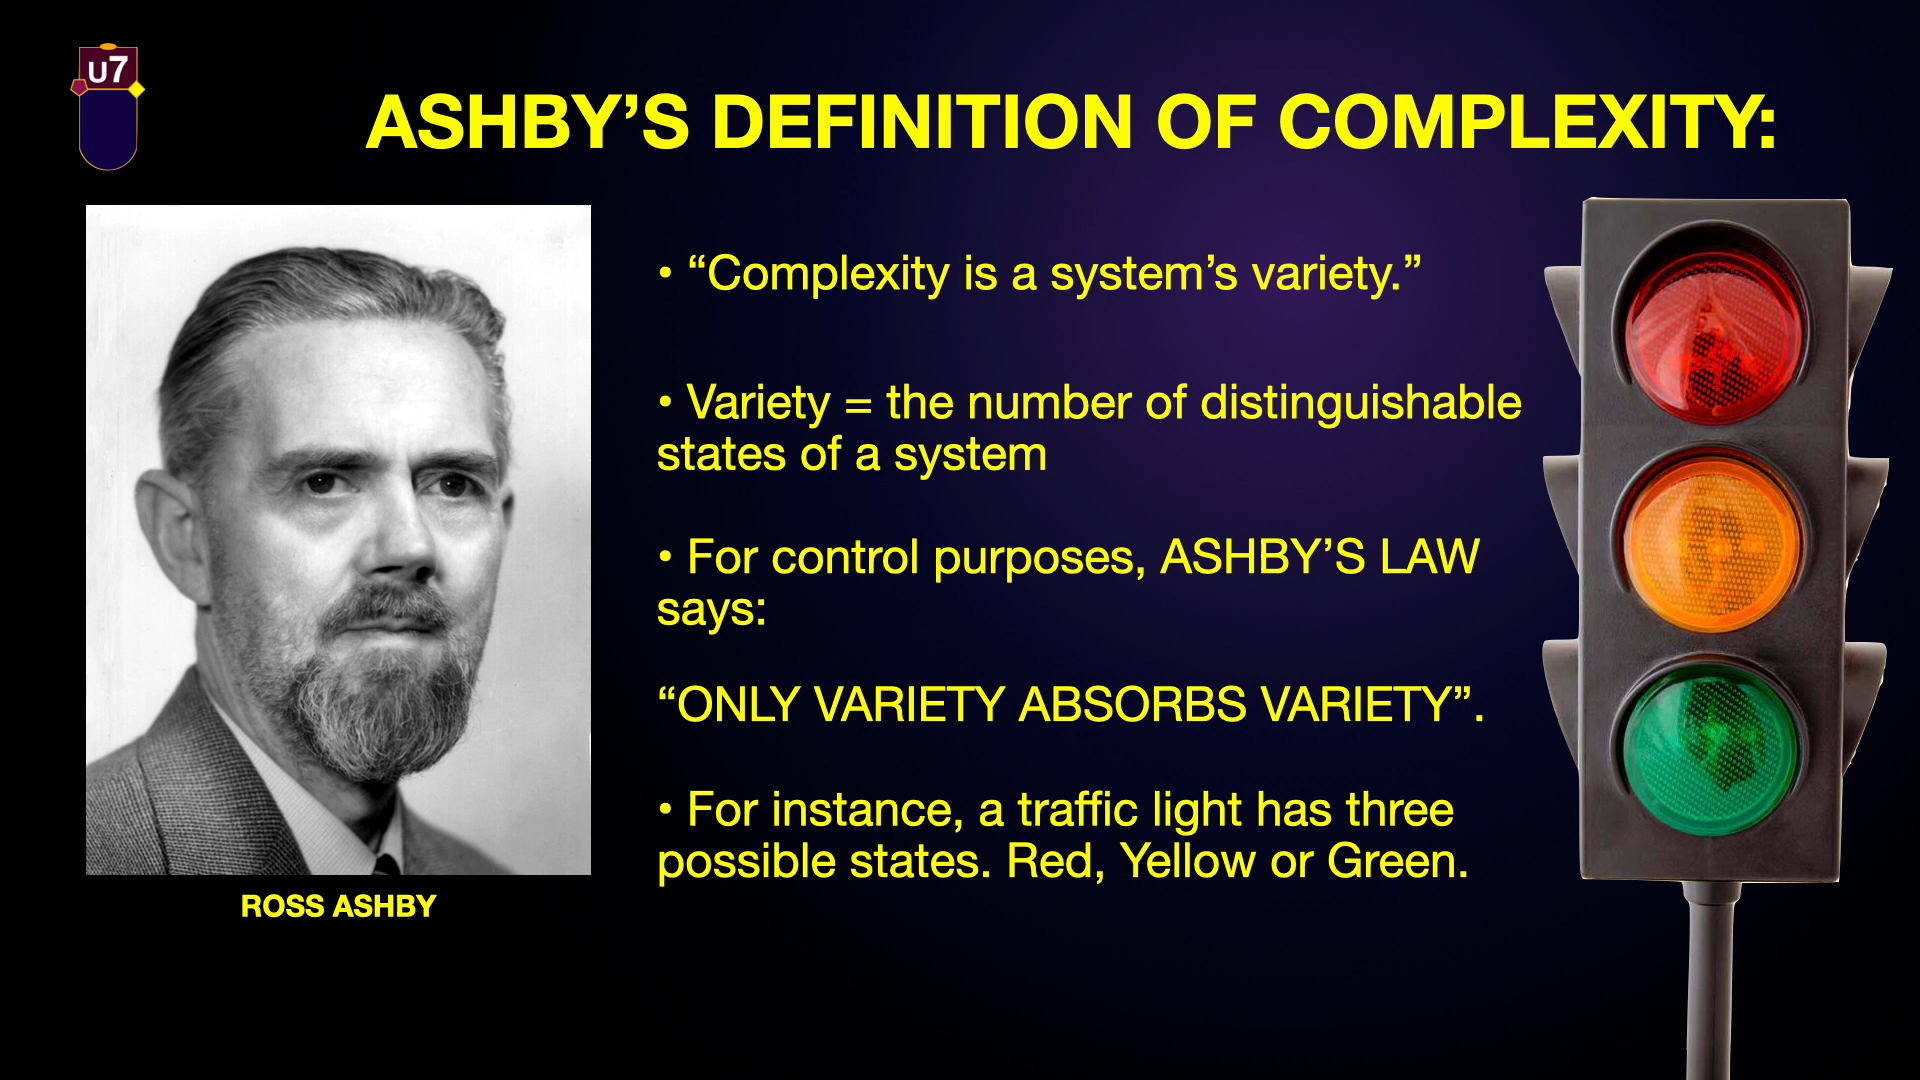 U7
ASHBY’S DEFINITION OF COMPLEXITY:
• “Complexity is a system’s variety.”
• Variety = the number of distinguishable
states of a system
• For control purposes, ASHBY’S LAW
says:
“ONLY VARIETY ABSORBS VARIETY”.
• For instance, a traffic light has three
possible states. Red, Yellow or Green.
ROSS ASHBY